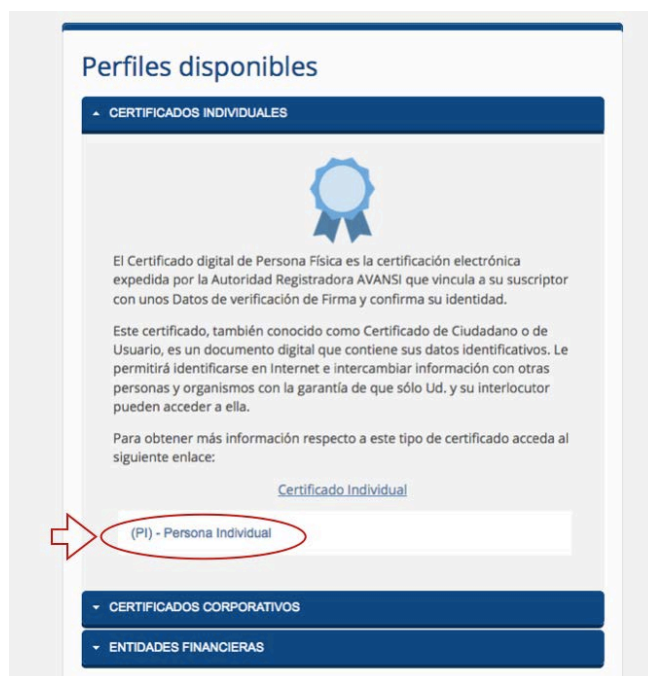 Perfiles disponibles
CERTIFICADOS INDIVIDUALES
El Certificado digital de Persona Física es la certificación electrónica
expedida por la Autoridad Registradora AVANSI que vincula a su suscriptor
con unos Datos de verificación de Firma y confirma su identidad.
Este certificado, también conocido como Certificado de Ciudadano o de
Usuario, es un documento digital que contiene sus datos identificativos. Le
permitirá identificarse en Internet e intercambiar información con otras
personas y organismos con la garantía de que sólo Ud. y su interlocutor
pueden acceder a ella.
Para obtener más información respecto a este tipo de certificado acceda al
siguiente enlace:
Certificado Individual
(PI) - Persona Individual
CERTIFICADOS CORPORATIVOS
ENTIDADES FINANCIERAS